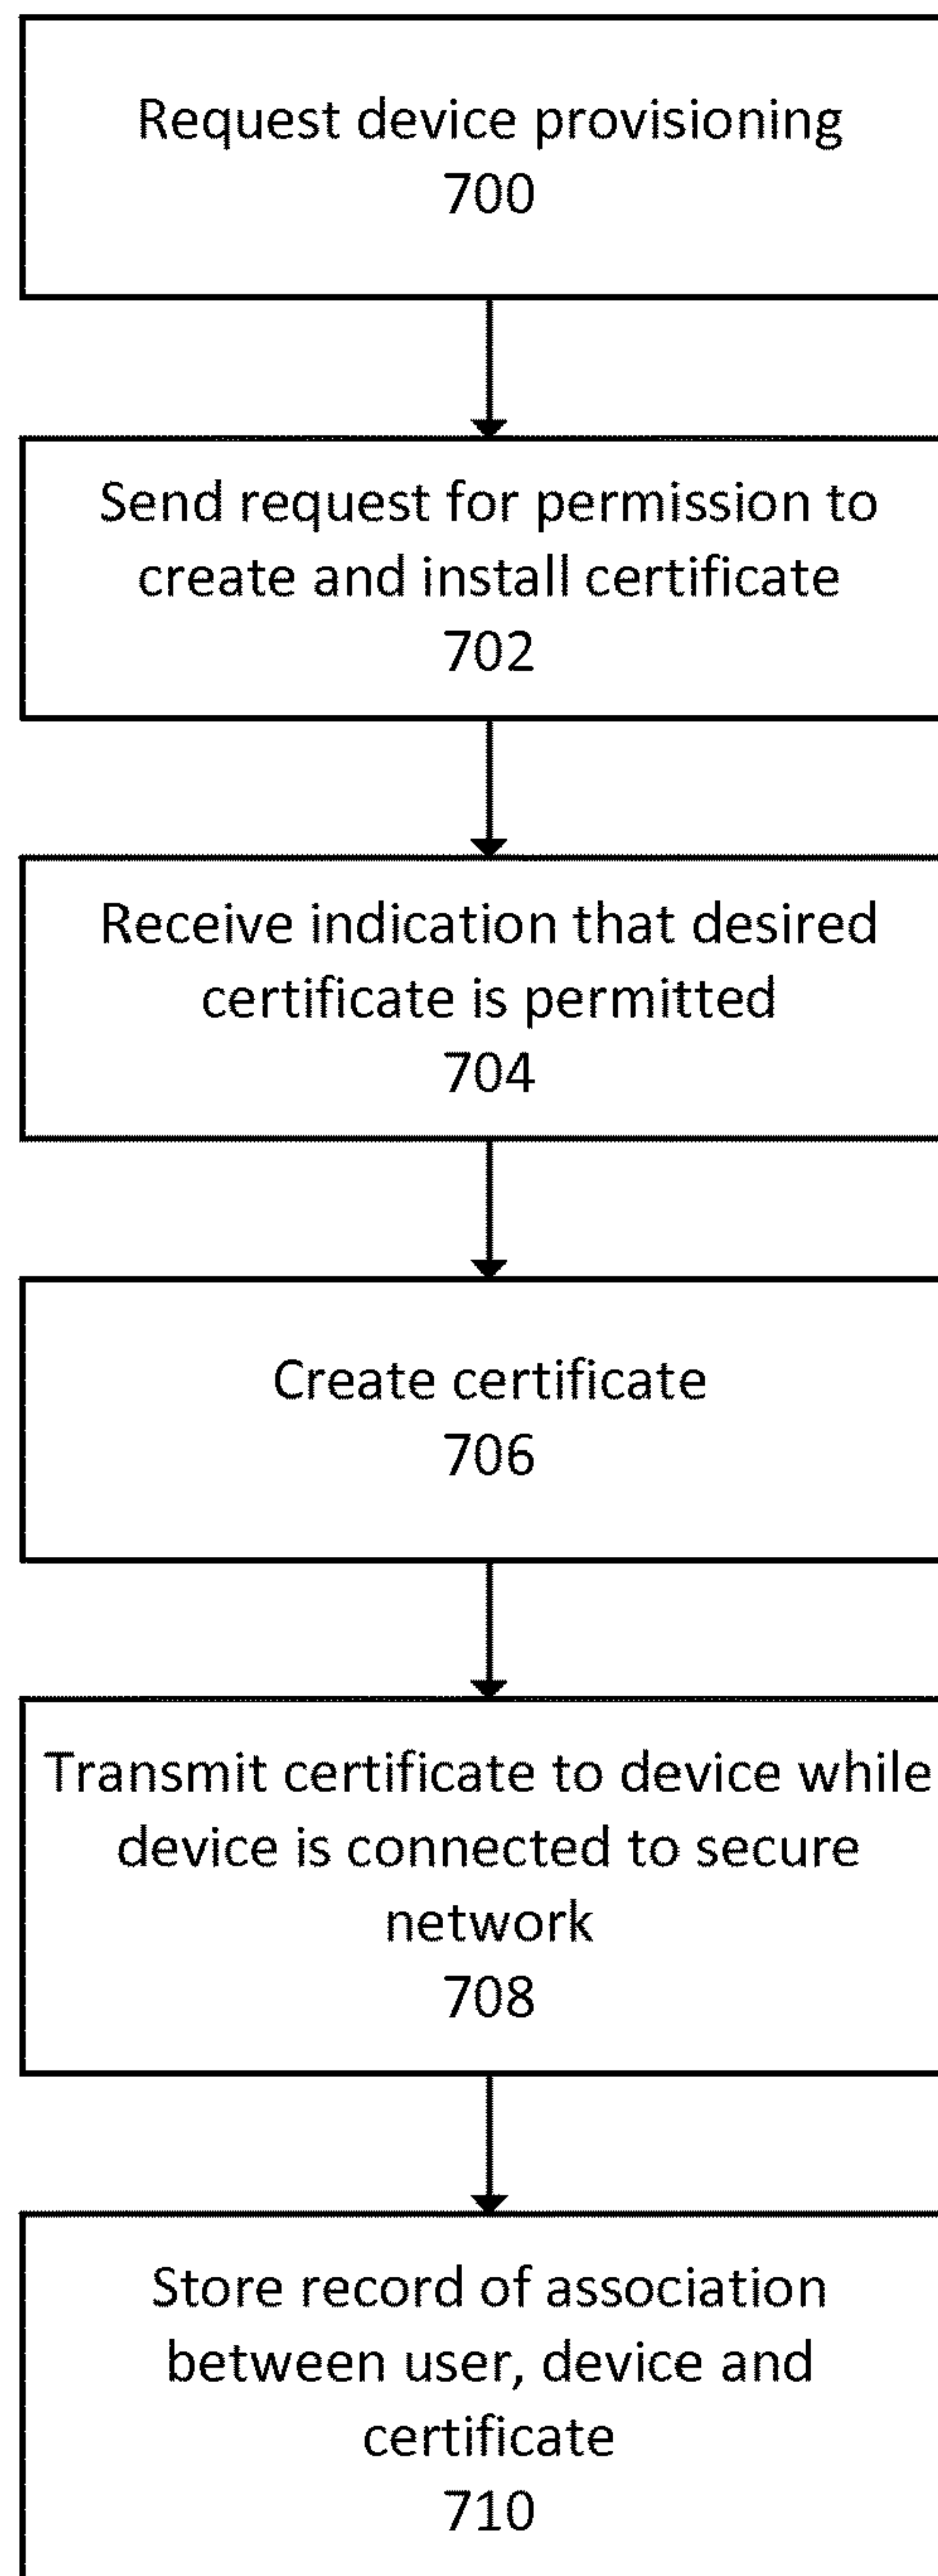 Request device provisioning
700
Send request for permission to
create and install certificate
702
Receive indication that desired
certificate is permitted
704
Create certificate
706
Transmit certificate to device while
device is connected to secure
network
708
Store record of association
between user, device and
certificate
710